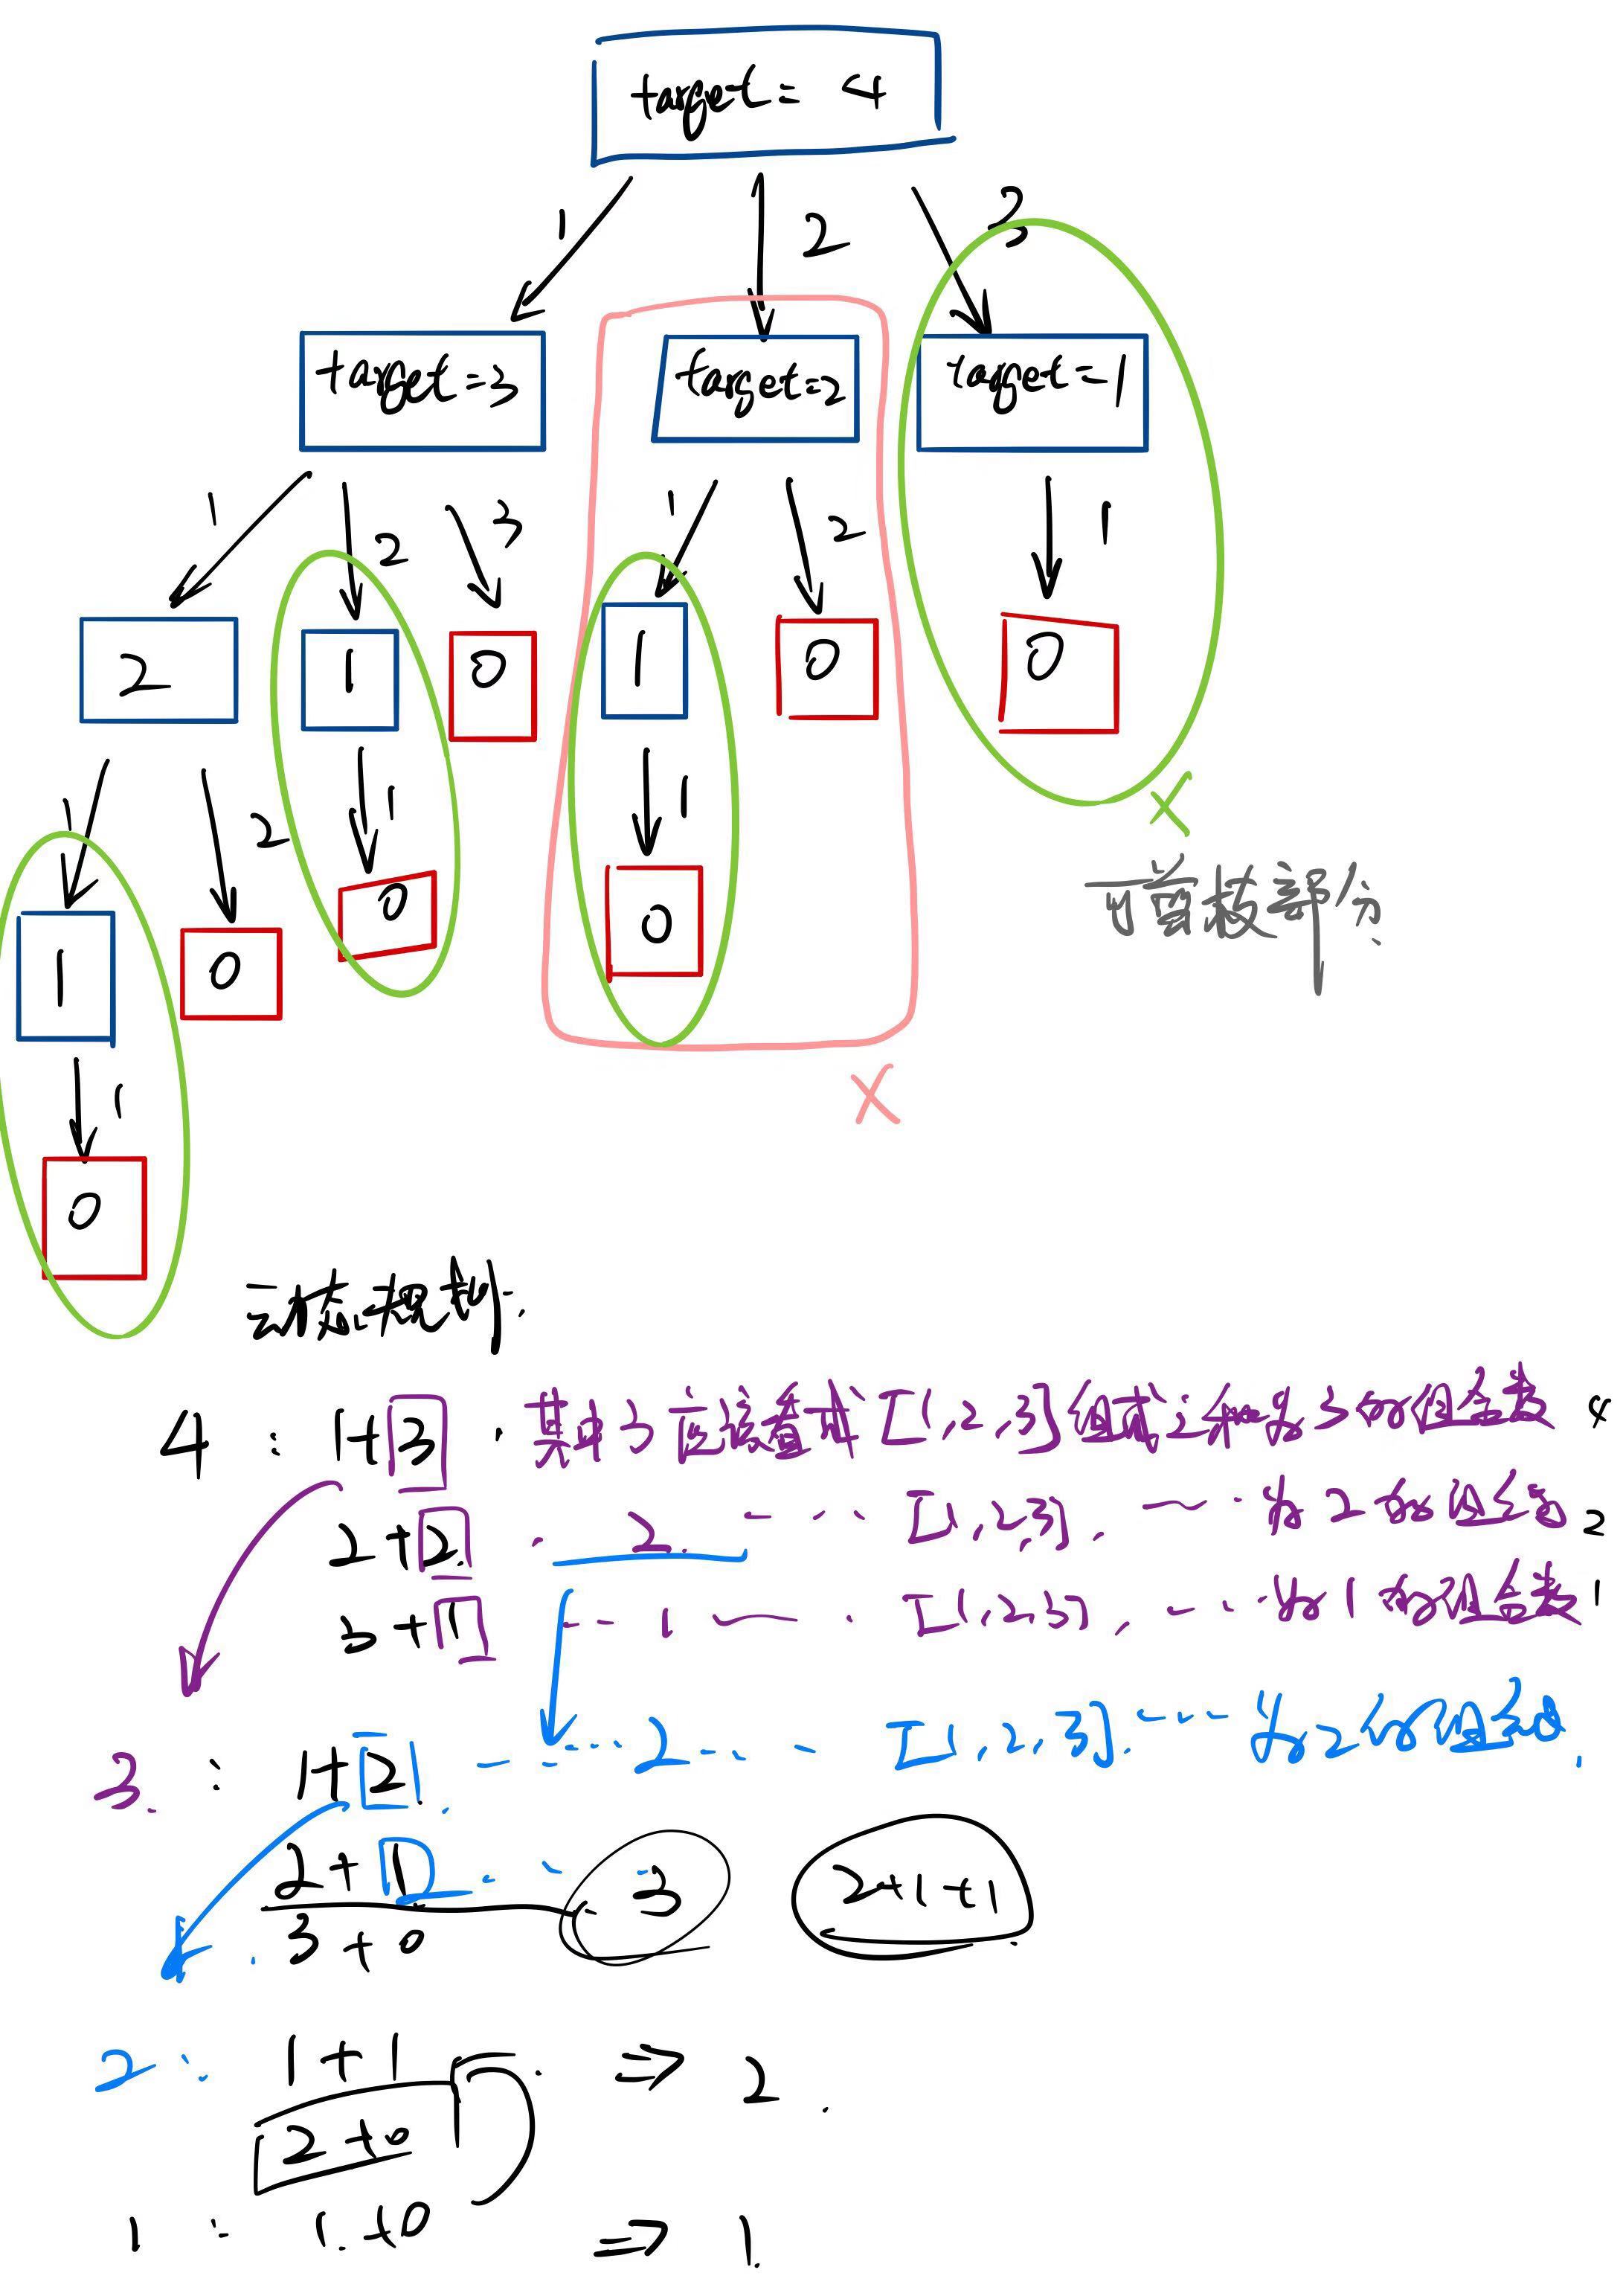 target = 4
1 2 3
target=3 target=2 target=1
1 2 3 1 2 1
2 1 0 1 0 0
1 2 1 1
可剪枝部分.
1 0 0 0
1
0
动态规划.
4 : 1+3 . 其中3应该看成[1,2,3]组成之和为3的组合数 4
2+2. . 2. - · · [1,2,3]. — · 为2的组合数 2
3+1 - - 1 — . [1,2,3]. - · · 为1的组合数 1
3. : 1+2. - - ··· 2 -·· - [1,2,3]. ···· 为2的组合数.
2+1 - · - 3 2+1+1
3+0
2 : 1+1 . ⇒ 2.
2+0
1 : 1.+0 ⇒ 1.